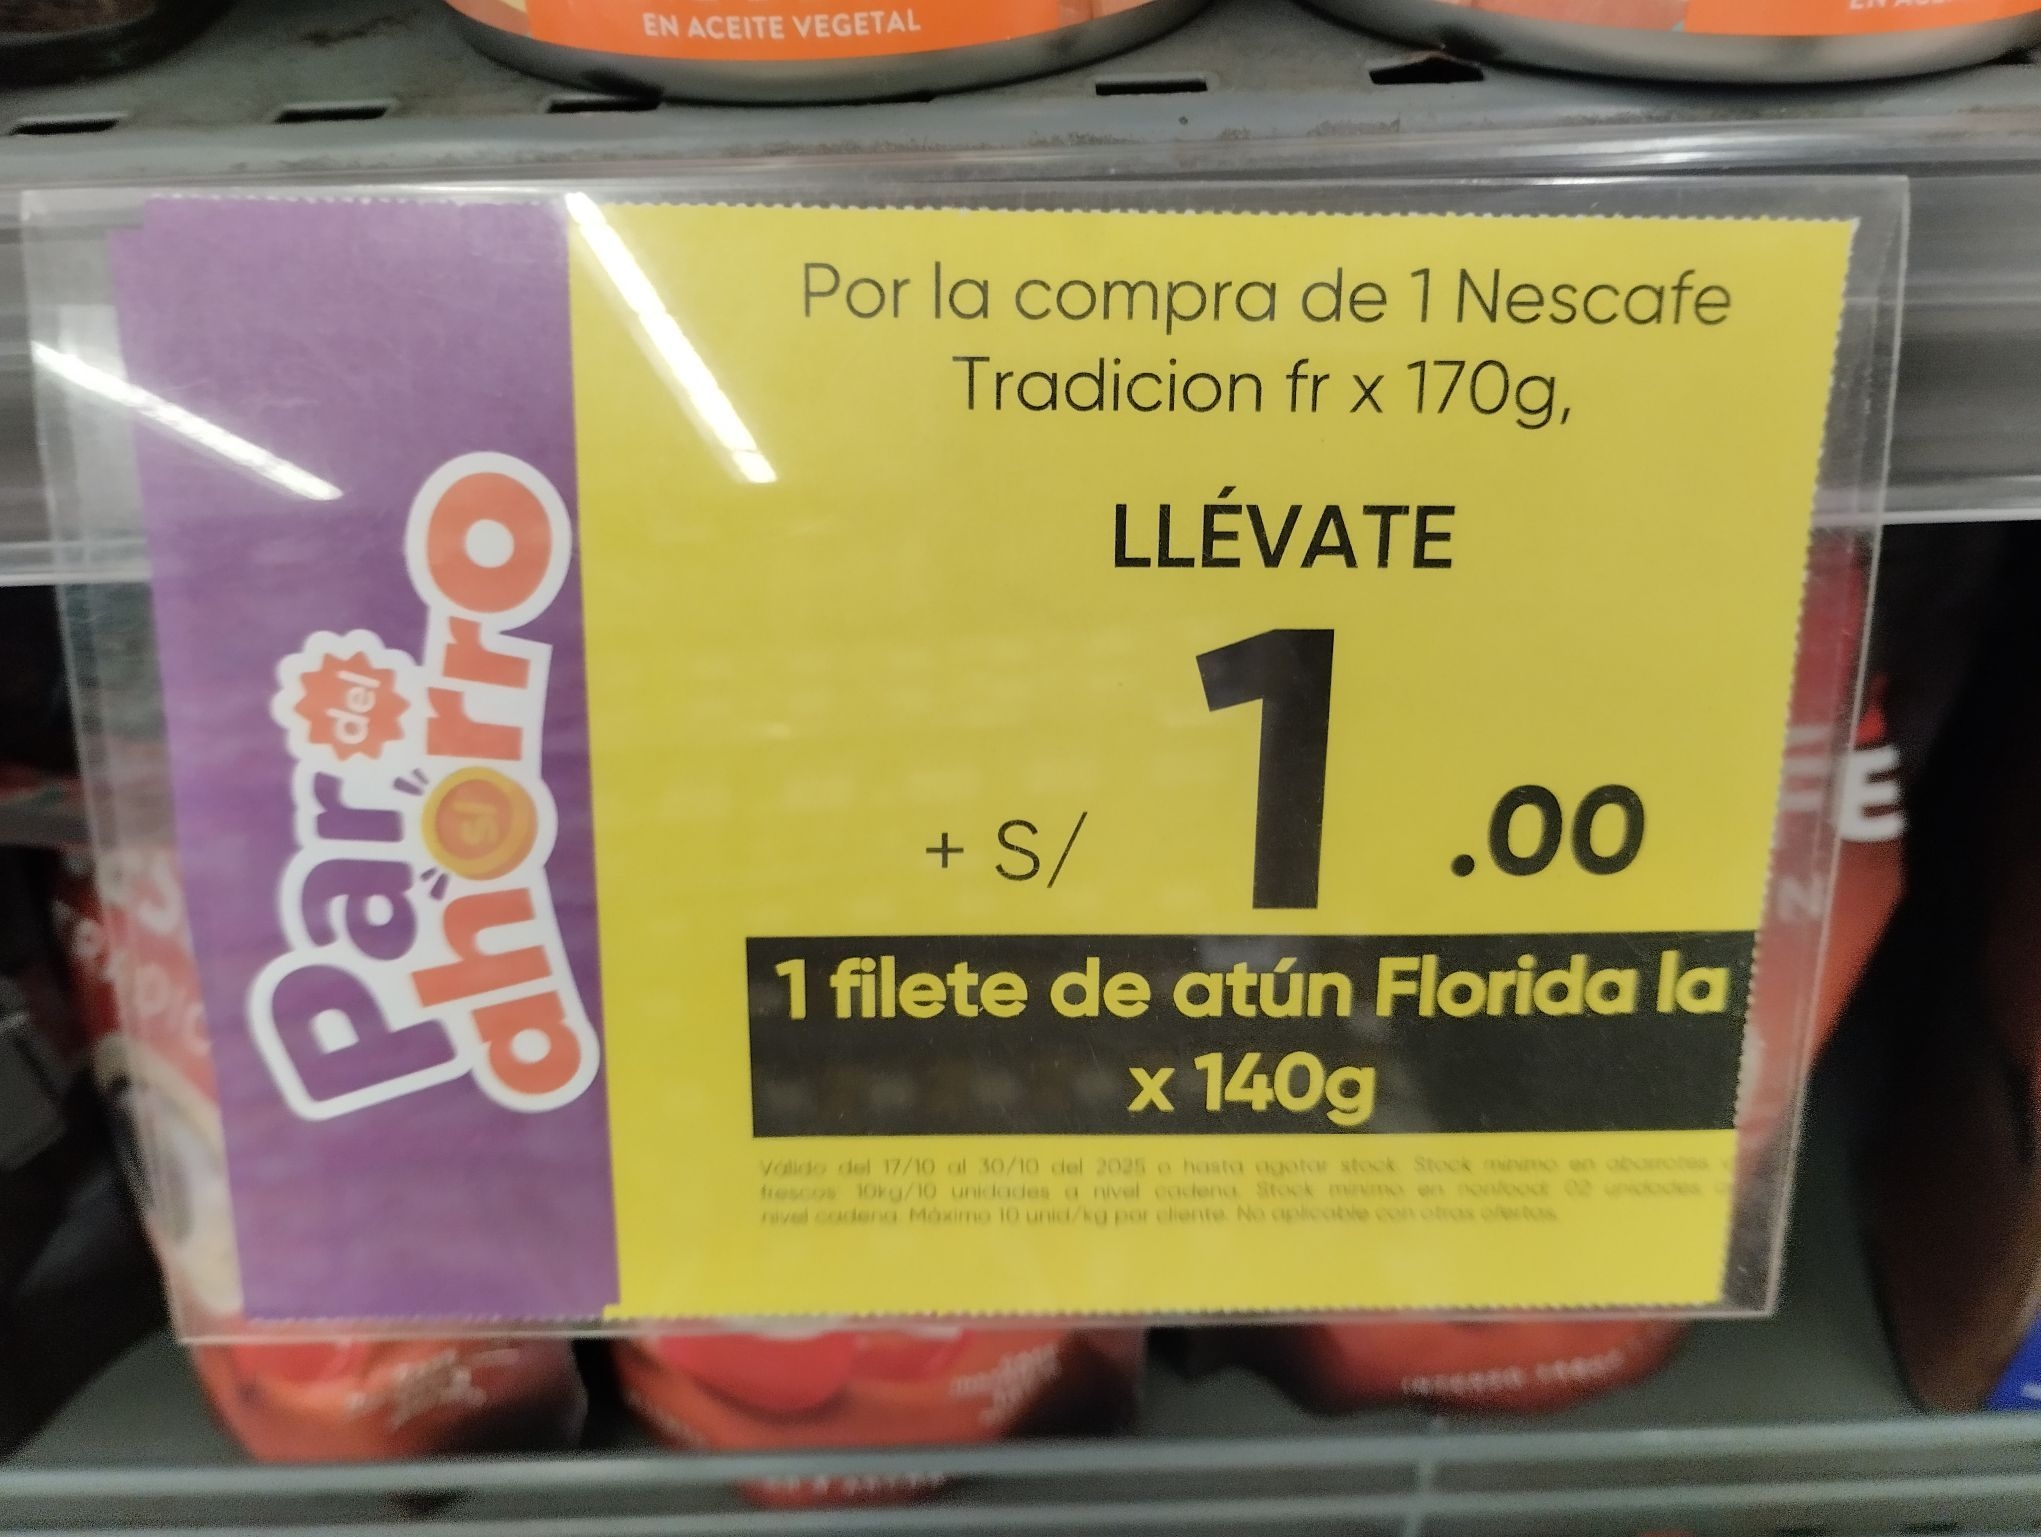 EN ACEITE VEGETAL
Por la compra de 1 Nescafe
Tradicion fr x 170g,
LLÉVATE
+ S/ 1.00
1 filete de atún Florida la
x 140g
Válido del 17/10 al 30/10 del 2025 o hasta agotar stock. Stock mínimo en abarrotes
frescos 10kg/10 unidades a nivel cadena. Stock mínimo en nonfood: 02 unidades a
nivel cadena. Máximo 10 unid/kg por cliente. No aplicable con otras ofertas.
Par del
ahorro
S/
E